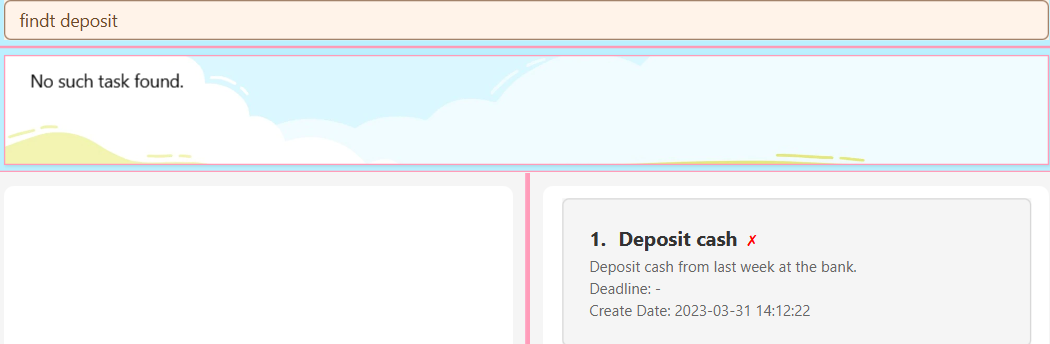 findt deposit
No such task found.
1. Deposit cash ✗
Deposit cash from last week at the bank.
Deadline: -
Create Date: 2023-03-31 14:12:22